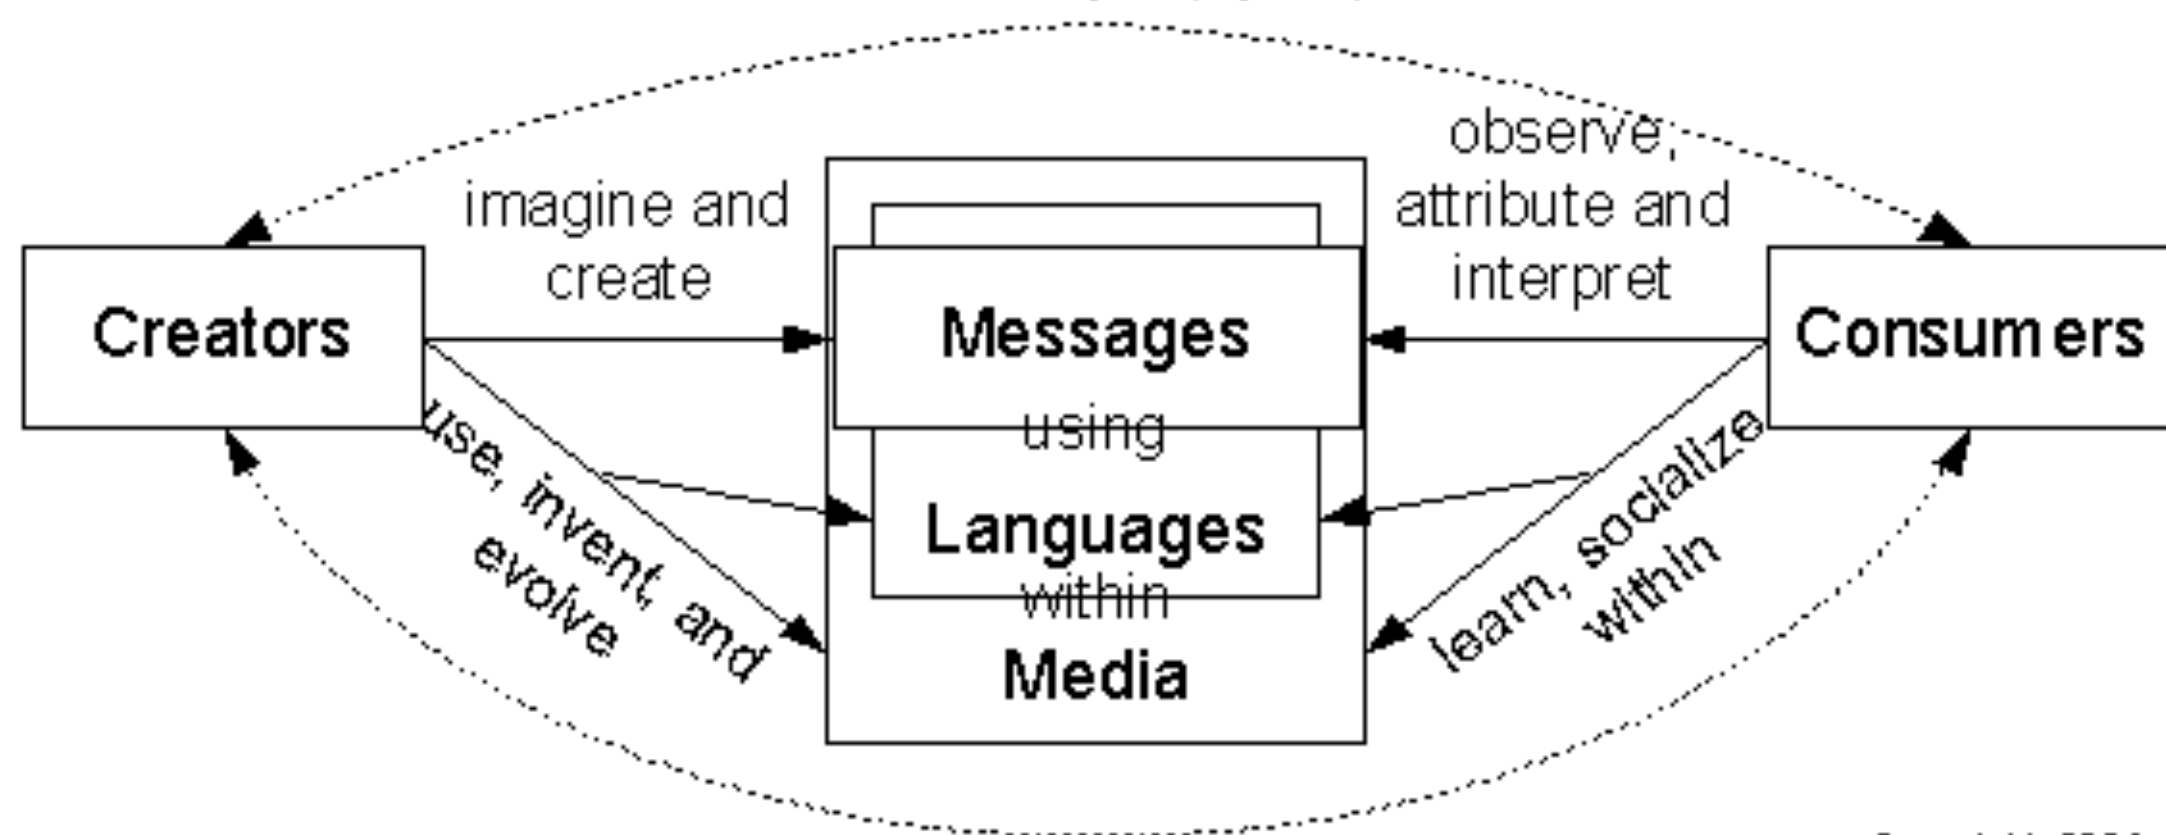 observe,
imagine and
attribute and
create
interpret
Creators
Messages
Consumers
using
use, invent, and
evolve
Languages
learn, socialize
within
within
Media